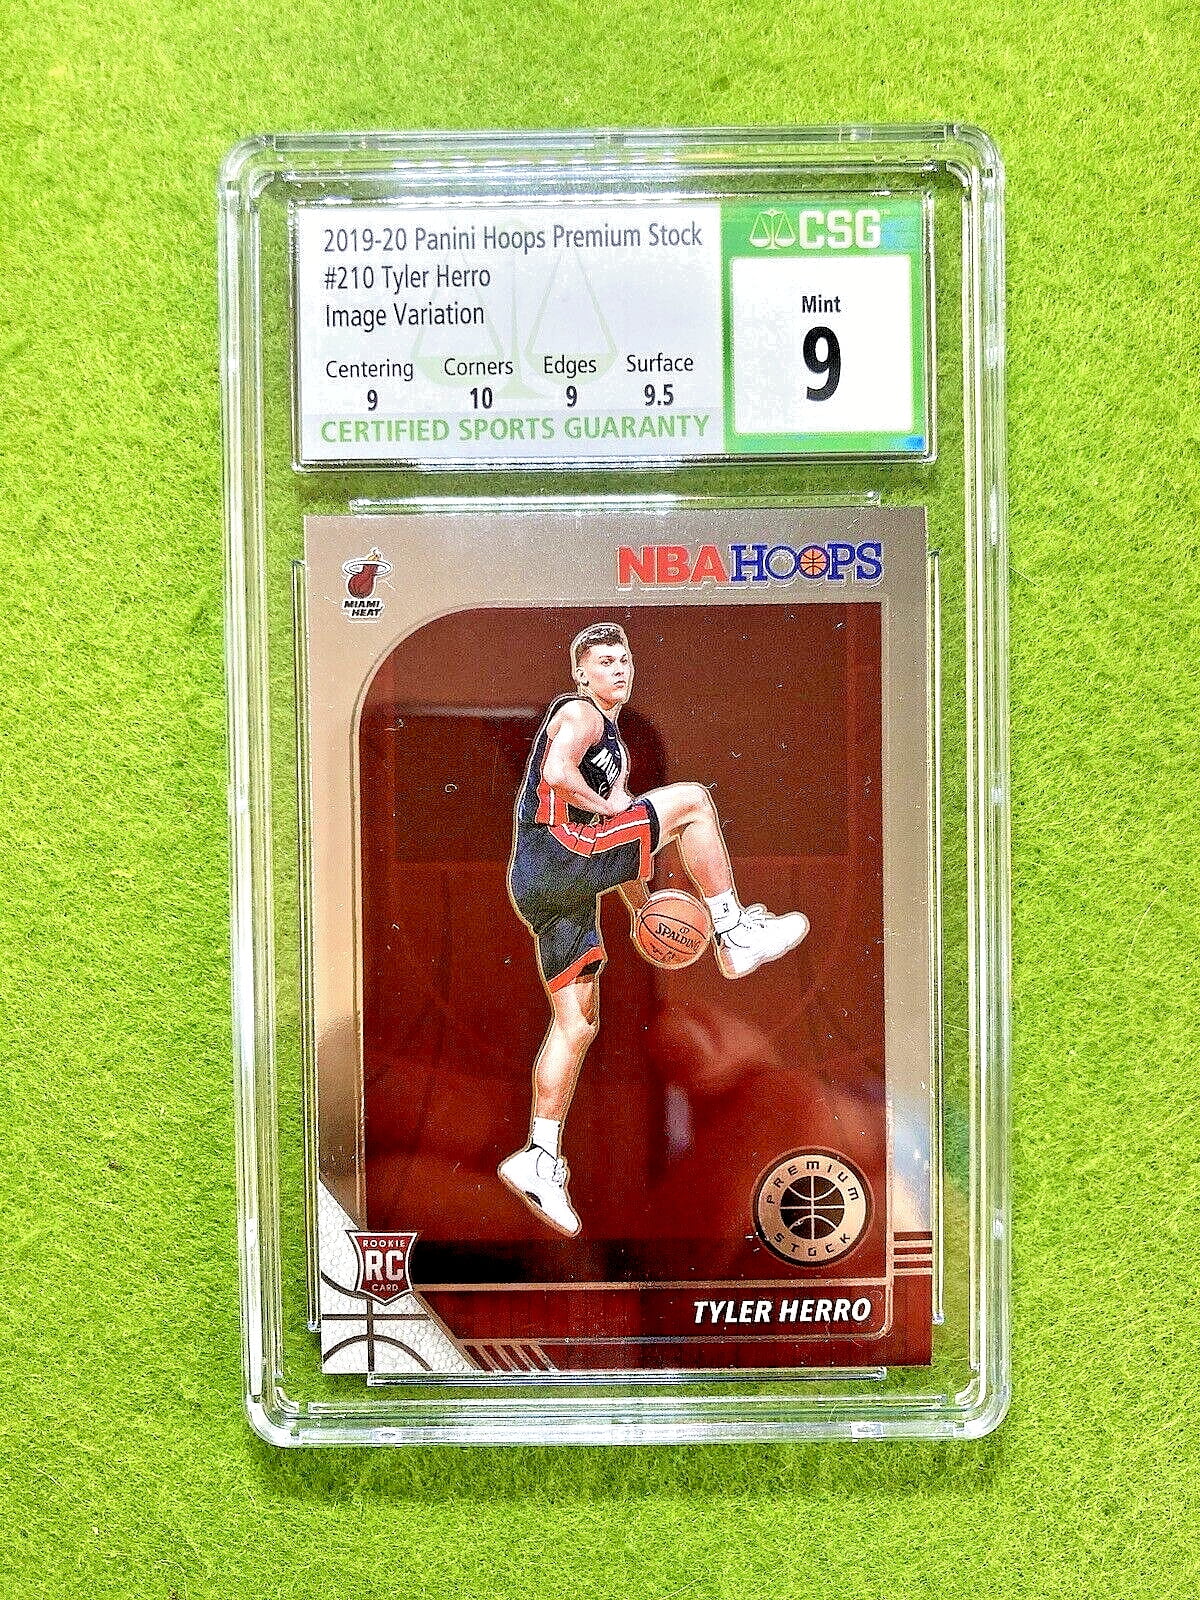 2019-20 Panini Hoops Premium Stock
#210 Tyler Herro
Image Variation
Centering Corners Edges Surface
9 10 9 9.5
CERTIFIED SPORTS GUARANTY
CSG
Mint
9
MIAMI
HEAT
NBA HOOPS
SPALDING
PREMIUM
STOCK
ROOKIE
RC
CARD
TYLER HERRO